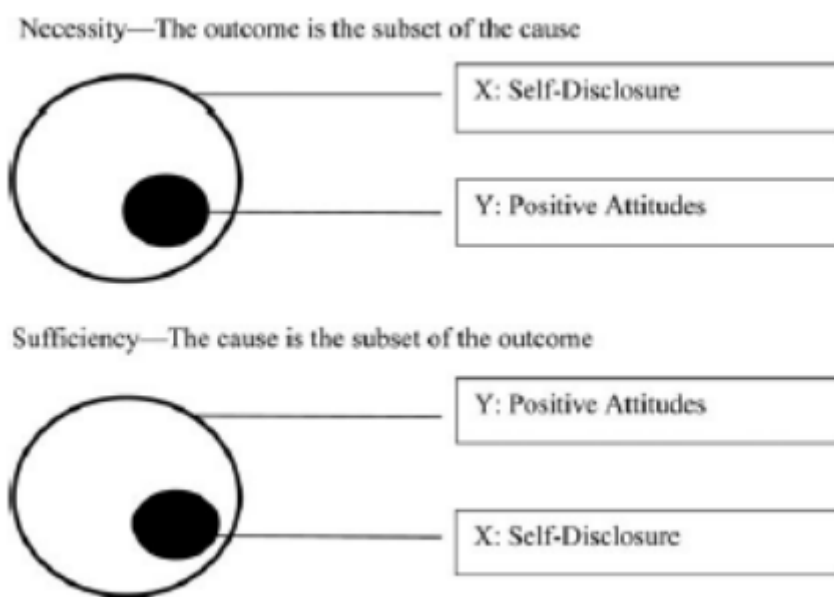 Necessity—The outcome is the subset of the cause
X: Self-Disclosure
Y: Positive Attitudes
Sufficiency—The cause is the subset of the outcome
Y: Positive Attitudes
X: Self-Disclosure